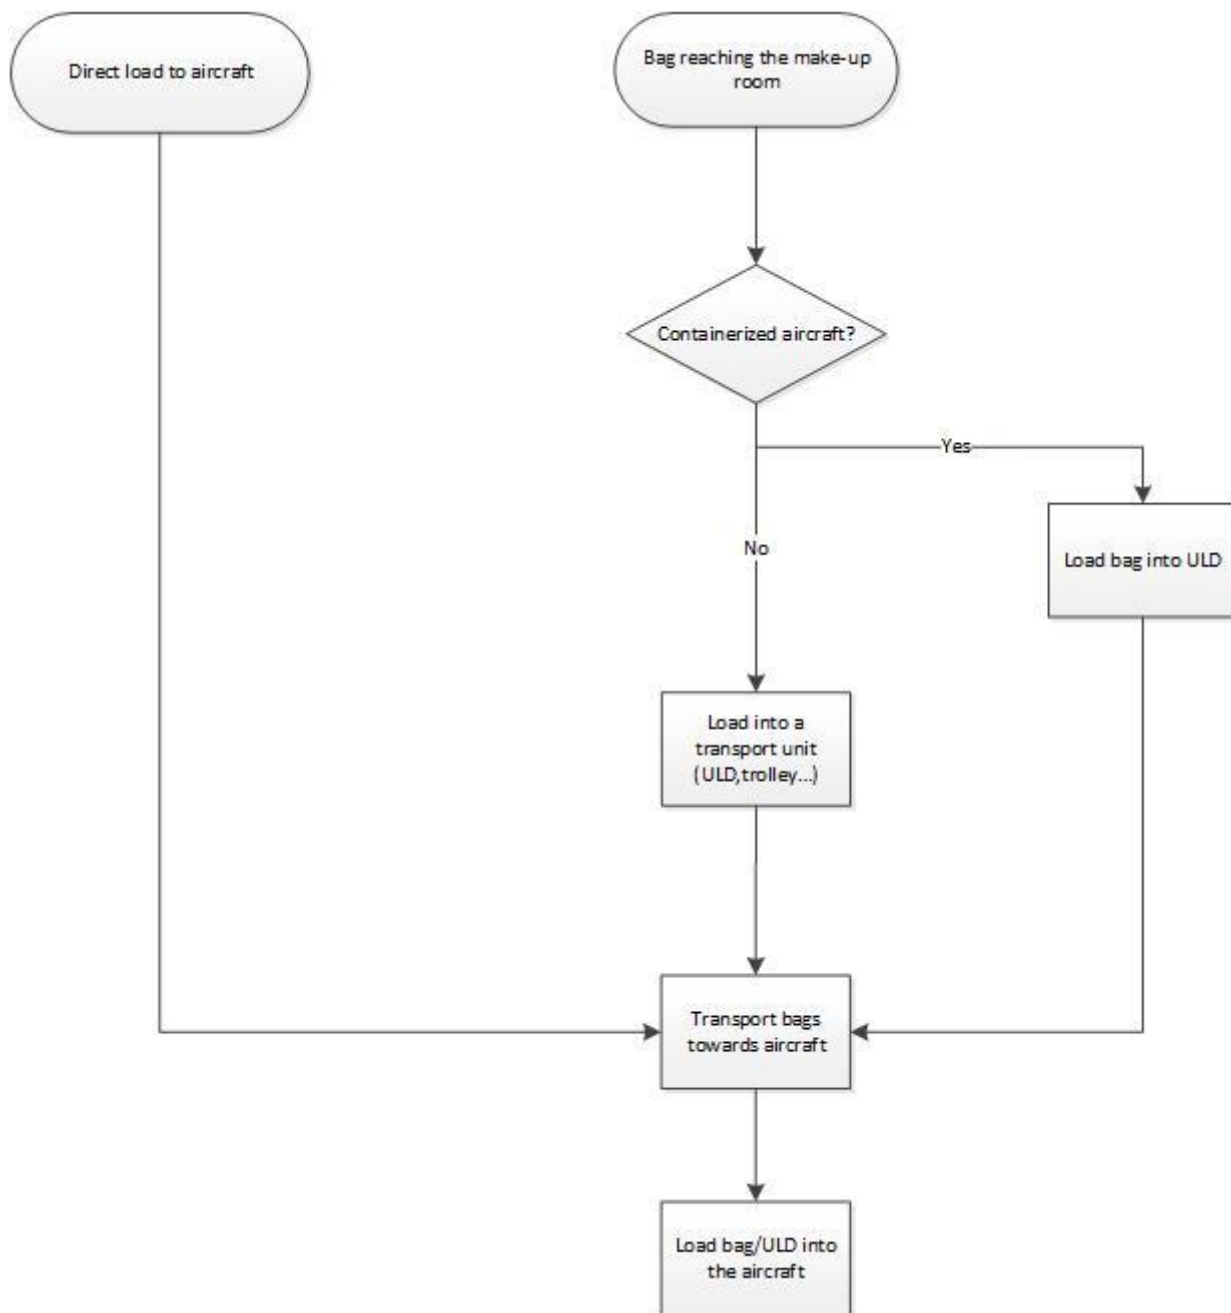 Direct load to aircraft
Bag reaching the make-up
room
Containerized aircraft?
Yes
No
Load bag into ULD
Load into a
transport unit
(ULD,trolley...)
Transport bags
towards aircraft
Load bag/ULD into
the aircraft